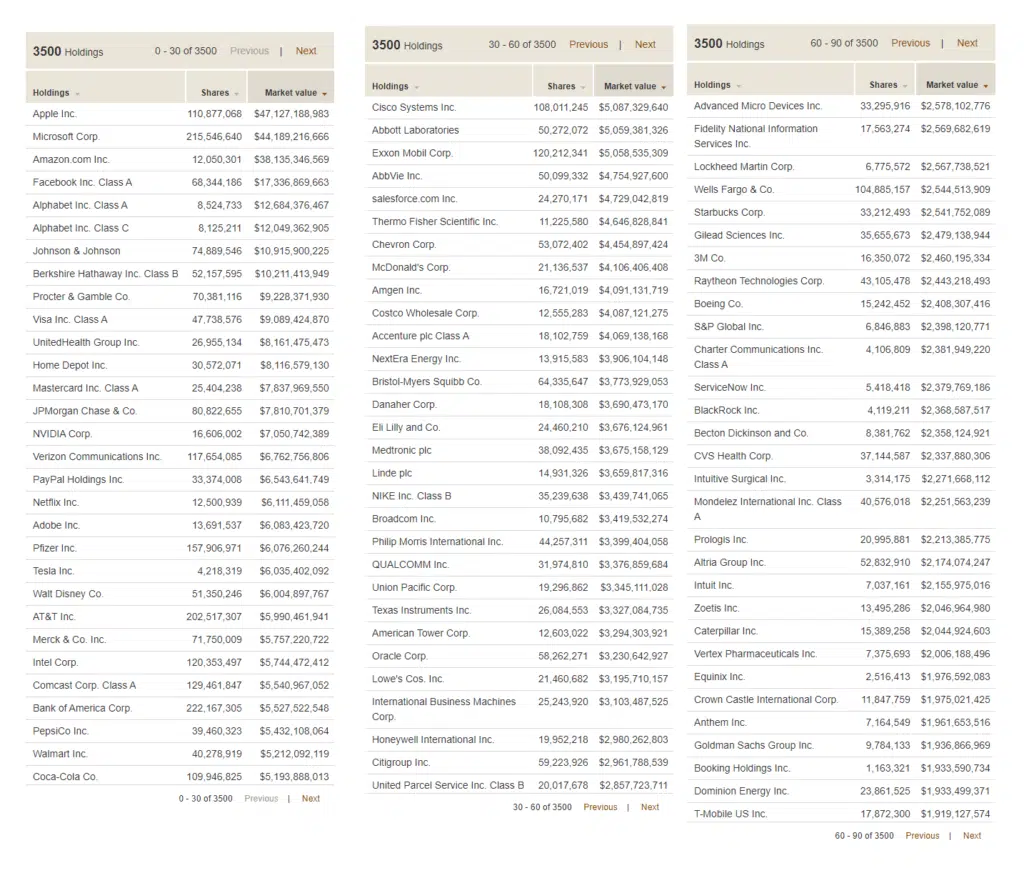 3500 Holdings 0 - 30 of 3500 Previous | Next
Holdings Shares Market value
Apple Inc. 110,877,068 $47,127,188,983
Microsoft Corp. 215,546,640 $44,189,216,666
Amazon.com Inc. 12,050,301 $38,135,346,569
Facebook Inc. Class A 68,344,186 $17,336,869,663
Alphabet Inc. Class A 8,524,733 $12,684,376,467
Alphabet Inc. Class C 8,125,211 $12,049,362,905
Johnson & Johnson 74,889,546 $10,915,900,225
Berkshire Hathaway Inc. Class B 52,157,595 $10,211,413,949
Procter & Gamble Co. 70,381,116 $9,228,371,930
Visa Inc. Class A 47,738,576 $9,089,424,870
UnitedHealth Group Inc. 26,955,134 $8,161,475,473
Home Depot Inc. 30,572,071 $8,116,579,130
Mastercard Inc. Class A 25,404,238 $7,837,969,550
JPMorgan Chase & Co. 80,822,655 $7,810,701,379
NVIDIA Corp. 16,606,002 $7,050,742,389
Verizon Communications Inc. 117,654,085 $6,762,756,806
PayPal Holdings Inc. 33,374,008 $6,543,641,749
Netflix Inc. 12,500,939 $6,111,459,058
Adobe Inc. 13,691,537 $6,083,423,720
Pfizer Inc. 157,906,971 $6,076,260,244
Tesla Inc. 4,218,319 $6,035,402,092
Walt Disney Co. 51,350,246 $6,004,897,767
AT&T Inc. 202,517,307 $5,990,461,941
Merck & Co. Inc. 71,750,009 $5,757,220,722
Intel Corp. 120,353,497 $5,744,472,412
Comcast Corp. Class A 129,461,847 $5,540,967,052
Bank of America Corp. 222,167,305 $5,527,522,548
PepsiCo Inc. 39,460,323 $5,432,108,064
Walmart Inc. 40,278,919 $5,212,092,119
Coca-Cola Co. 109,946,825 $5,193,888,013
0 - 30 of 3500 Previous | Next
3500 Holdings 30 - 60 of 3500 Previous | Next
Holdings Shares Market value
Cisco Systems Inc. 108,011,245 $5,087,329,640
Abbott Laboratories 50,272,072 $5,059,381,326
Exxon Mobil Corp. 120,212,341 $5,058,535,309
AbbVie Inc. 50,099,332 $4,754,927,600
salesforce.com Inc. 24,270,171 $4,729,042,819
Thermo Fisher Scientific Inc. 11,225,580 $4,646,828,841
Chevron Corp. 53,072,402 $4,454,897,424
McDonald's Corp. 21,136,537 $4,106,406,408
Amgen Inc. 16,721,019 $4,091,131,719
Costco Wholesale Corp. 12,555,283 $4,087,121,275
Accenture plc Class A 18,102,759 $4,069,138,168
NextEra Energy Inc. 13,915,583 $3,906,104,148
Bristol-Myers Squibb Co. 64,335,647 $3,773,929,053
Danaher Corp. 18,108,308 $3,690,473,170
Eli Lilly and Co. 24,460,210 $3,676,124,961
Medtronic plc 38,092,435 $3,675,158,129
Linde plc 14,931,326 $3,659,817,316
NIKE Inc. Class B 35,239,638 $3,439,741,065
Broadcom Inc. 10,795,682 $3,419,532,274
Philip Morris International Inc. 44,257,311 $3,399,404,058
QUALCOMM Inc. 31,974,810 $3,376,859,684
Union Pacific Corp. 19,296,862 $3,345,111,028
Texas Instruments Inc. 26,084,553 $3,327,084,735
American Tower Corp. 12,603,022 $3,294,303,921
Oracle Corp. 58,262,271 $3,230,642,927
Lowe's Cos. Inc. 21,460,682 $3,195,710,157
International Business Machines 25,243,920 $3,103,487,525
Corp.
Honeywell International Inc. 19,952,218 $2,980,262,803
Citigroup Inc. 59,223,926 $2,961,788,539
United Parcel Service Inc. Class B 20,017,678 $2,857,723,711
30 - 60 of 3500 Previous | Next
3500 Holdings 60 - 90 of 3500 Previous | Next
Holdings Shares Market value
Advanced Micro Devices Inc. 33,295,916 $2,578,102,776
Fidelity National Information 17,563,274 $2,569,682,619
Services Inc.
Lockheed Martin Corp. 6,775,572 $2,567,738,521
Wells Fargo & Co. 104,885,157 $2,544,513,909
Starbucks Corp. 33,212,493 $2,541,752,089
Gilead Sciences Inc. 35,655,673 $2,479,138,944
3M Co. 16,350,072 $2,460,195,334
Raytheon Technologies Corp. 43,105,478 $2,443,218,493
Boeing Co. 15,242,452 $2,408,307,416
S&P Global Inc. 6,846,883 $2,398,120,771
Charter Communications Inc. 4,106,809 $2,381,949,220
Class A
ServiceNow Inc. 5,418,418 $2,379,769,186
BlackRock Inc. 4,119,211 $2,368,587,517
Becton Dickinson and Co. 8,381,762 $2,358,124,921
CVS Health Corp. 37,144,587 $2,337,880,306
Intuitive Surgical Inc. 3,314,175 $2,271,668,112
Mondelez International Inc. Class 40,576,018 $2,251,563,239
A
Prologis Inc. 20,995,881 $2,213,385,775
Altria Group Inc. 52,832,910 $2,174,074,247
Intuit Inc. 7,037,161 $2,155,975,016
Zoetis Inc. 13,495,286 $2,046,964,980
Caterpillar Inc. 15,389,258 $2,044,924,603
Vertex Pharmaceuticals Inc. 7,375,693 $2,006,188,496
Equinix Inc. 2,516,413 $1,976,592,083
Crown Castle International Corp. 11,847,759 $1,975,021,425
Anthem Inc. 7,164,549 $1,961,653,516
Goldman Sachs Group Inc. 9,784,133 $1,936,866,969
Booking Holdings Inc. 1,163,321 $1,933,590,734
Dominion Energy Inc. 23,861,525 $1,933,499,371
T-Mobile US Inc. 17,872,300 $1,919,127,574
60 - 90 of 3500 Previous | Next